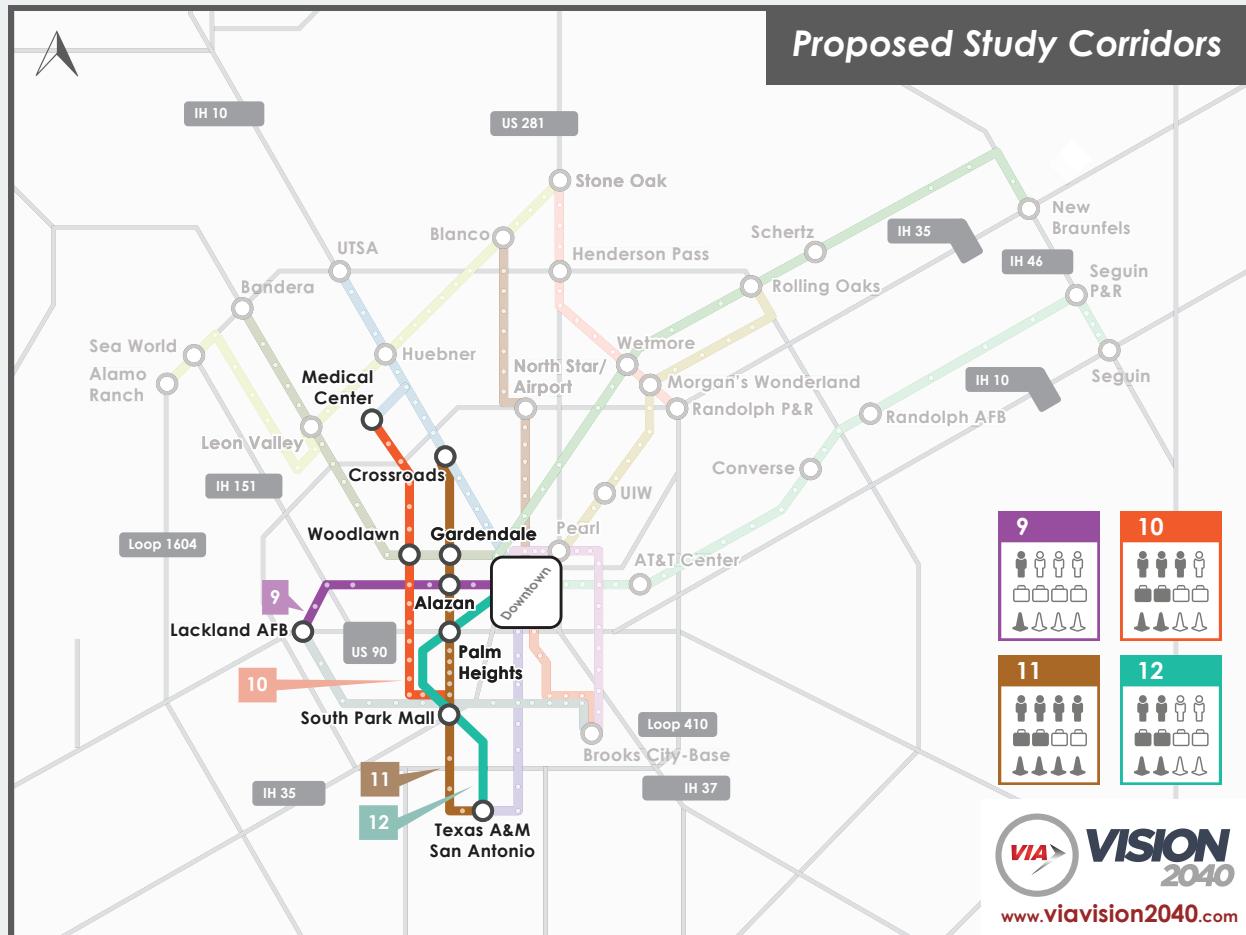 Proposed Study Corridors
IH 10
US 281
Stone Oak
New
Braunfels
Schertz
IH 35
Blanco
UTSA
Henderson Pass
IH 46
Seguin
P&R
Bandera
Rolling Oaks
Sea World
Huebner
Wetmore
Alamo
Ranch
Medical
Center
North Star/
Airport
Morgan's Wonderland
IH 10
Seguin
Randolph P&R
Randolph AFB
Leon Valley
Crossroads
Converse
IH 151
UIW
Woodlawn
Gardendale
Pearl
Loop 1604
AT&T Center
Downtown
9
Alazan
Lackland AFB
US 90
Palm
Heights
10
South Park Mall
Loop 410
Brooks City-Base
11
IH 35
IH 37
12
Texas A&M
San Antonio
9
10
11
12
VIA
VISION
2040
www.viavision2040.com